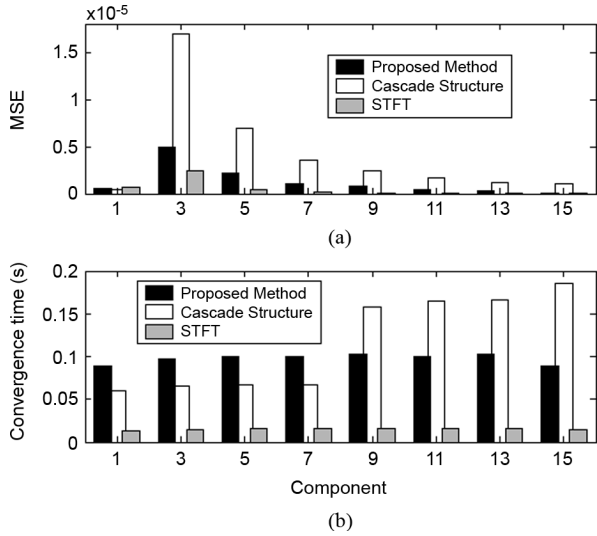 x10^-5
1.5
1
0.5
0
MSE
Proposed Method
Cascade Structure
STFT
1 3 5 7 9 11 13 15
(a)
0.2
0.15
0.1
0.05
0
Convergence time (s)
Proposed Method
Cascade Structure
STFT
1 3 5 7 9 11 13 15
Component
(b)